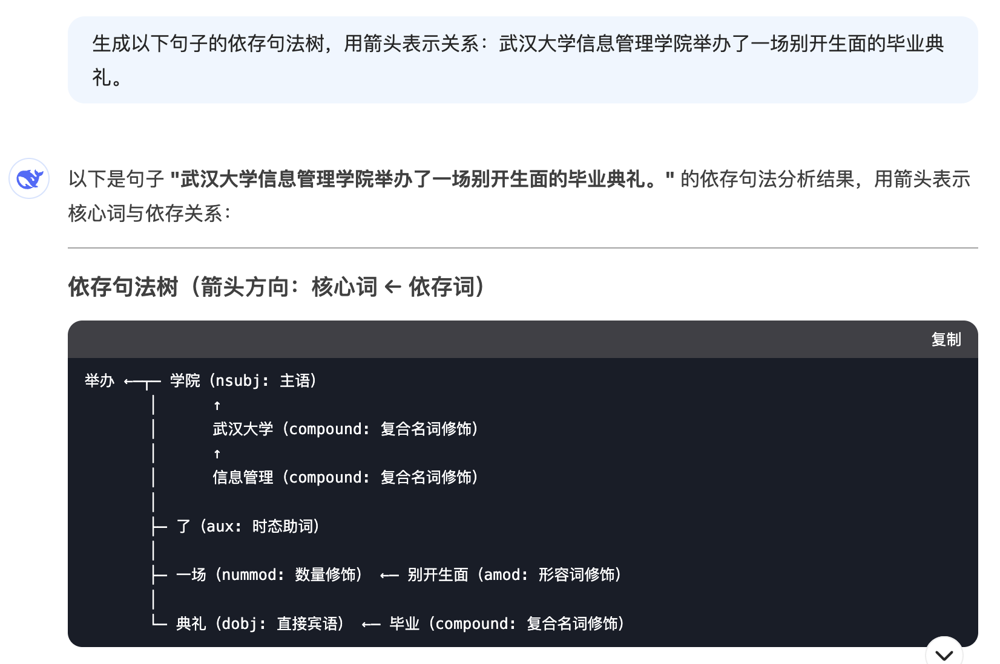 生成以下句子的依存句法树，用箭头表示关系：武汉大学信息管理学院举办了一场别开生面的毕业典
礼。
以下是句子 "武汉大学信息管理学院举办了一场别开生面的毕业典礼。" 的依存句法分析结果，用箭头表示
核心词与依存关系：
依存句法树（箭头方向：核心词 ← 依存词）
复制
举办 ←─┬─ 学院（nsubj: 主语）
│ ↑
│ 武汉大学（compound: 复合名词修饰）
│ ↑
│ 信息管理（compound: 复合名词修饰）
│
├─ 了（aux: 时态助词）
│
├─ 一场（nummod: 数量修饰） ←─ 别开生面（amod: 形容词修饰）
│
└─ 典礼（dobj: 直接宾语） ←─ 毕业（compound: 复合名词修饰）